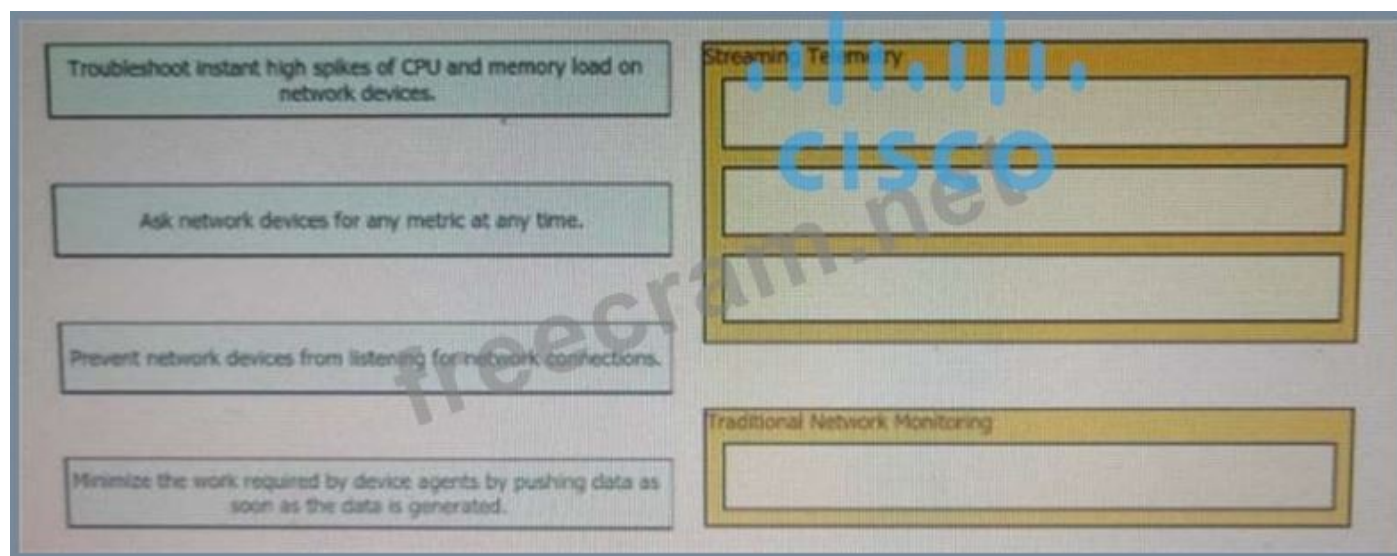 Troubleshoot instant high spikes of CPU and memory load on
network devices.
Ask network devices for any metric at any time.
Prevent network devices from listening for network connections.
Minimize the work required by device agents by pushing data as
soon as the data is generated.
Streaming Telemetry
CISCO
freecram.net
Traditional Network Monitoring